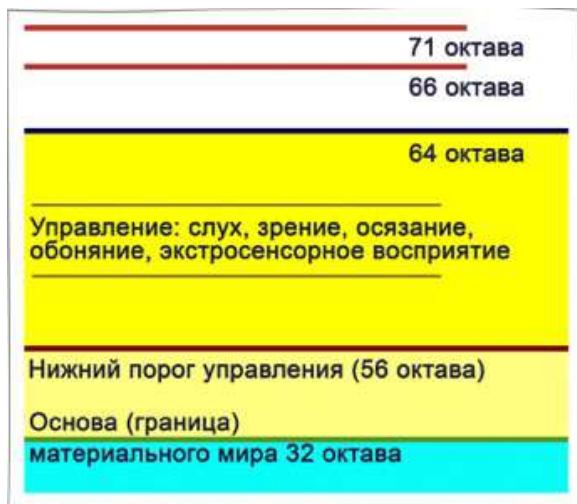 71 октава
66 октава
64 октава
Управление: слух, зрение, осязание,
обоняние, экстросенсорное восприятие
Нижний порог управления (56 октава)
Основа (граница)
материального мира 32 октава